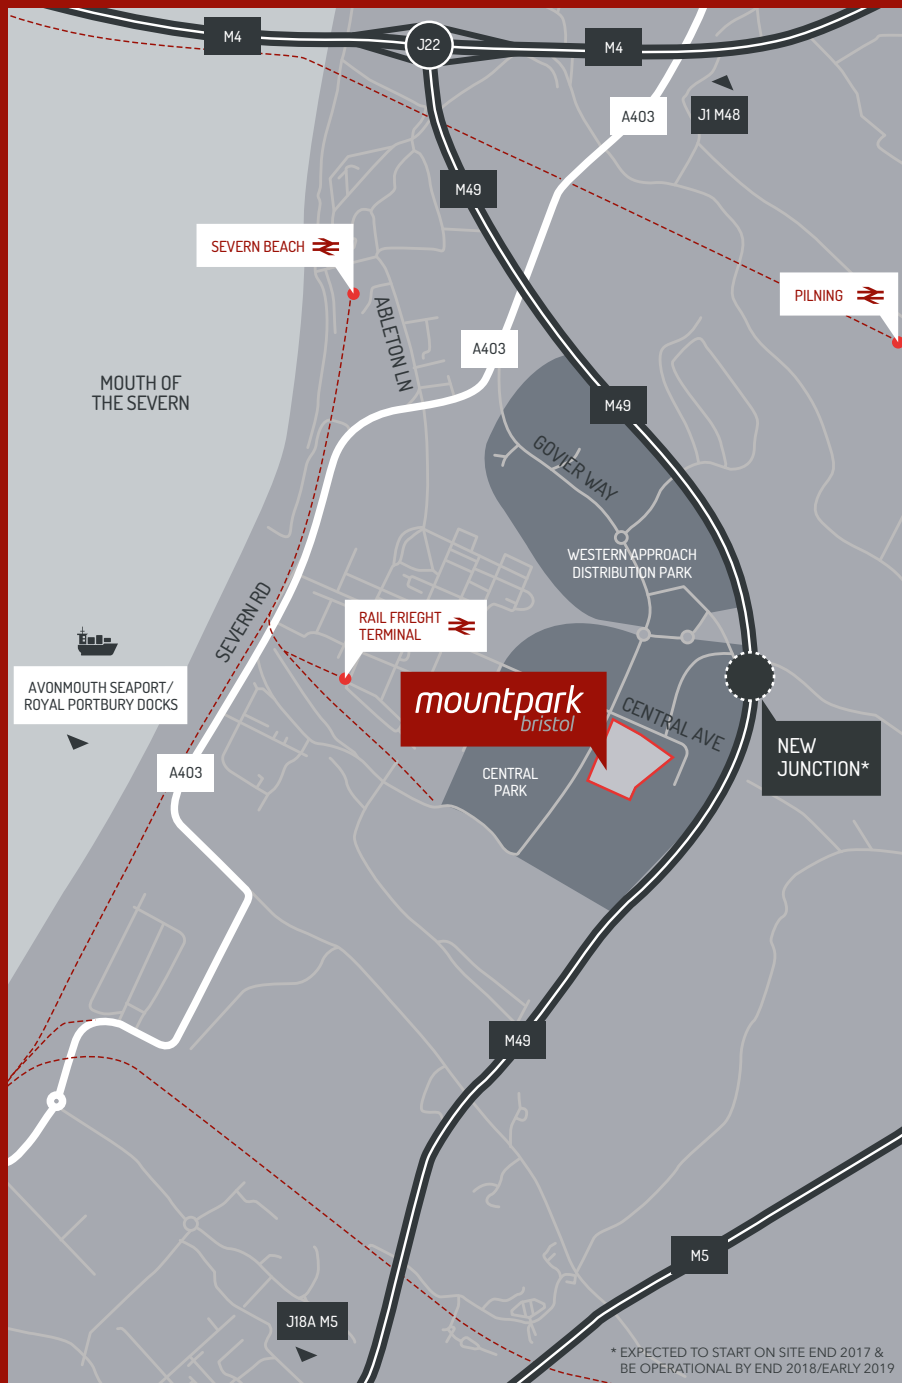 M4
J22
M4
A403
J1 M48
M49
SEVERN BEACH
PILNING
ABLETON LN
A403
MOUTH OF
THE SEVERN
M49
GOVIER WAY
WESTERN APPROACH
DISTRIBUTION PARK
SEVERN RD
RAIL FRIEGHT
TERMINAL
AVONMOUTH SEAPORT/
ROYAL PORTBURY DOCKS
mountpark
bristol
CENTRAL AVE
NEW
JUNCTION*
A403
CENTRAL
PARK
M49
M5
J18A M5
* EXPECTED TO START ON SITE END 2017 &
BE OPERATIONAL BY END 2018/EARLY 2019